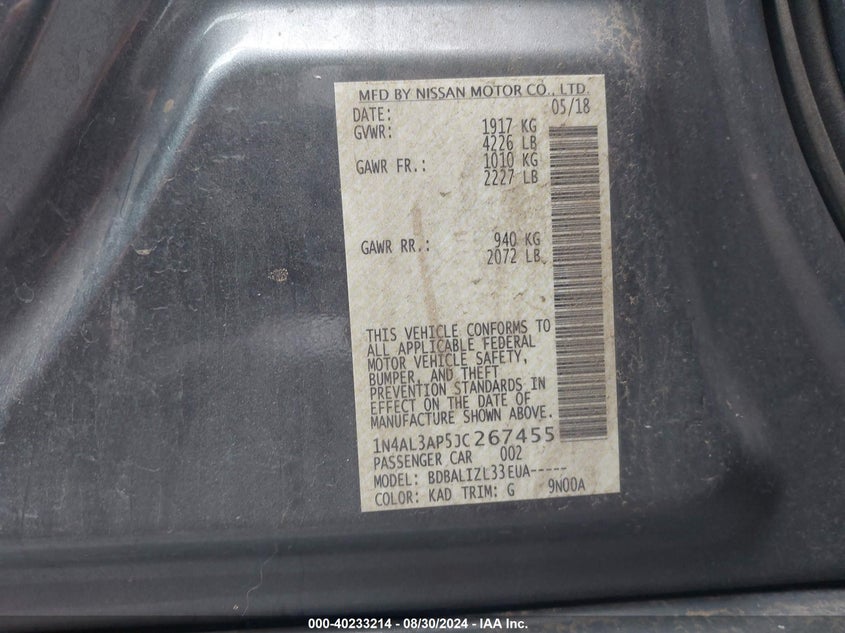 MFD BY NISSAN MOTOR CO., LTD.
DATE: 05/18
GVWR: 1917 KG
4226 LB
GAWR FR.: 1010 KG
2227 LB
GAWR RR.: 940 KG
2072 LB
THIS VEHICLE CONFORMS TO
ALL APPLICABLE FEDERAL
MOTOR VEHICLE SAFETY,
BUMPER, AND THEFT
PREVENTION STANDARDS IN
EFFECT ON THE DATE OF
MANUFACTURE SHOWN ABOVE.
1N4AL3AP5JC267455
PASSENGER CAR 002
MODEL: BDBALIZL33EUA-----
COLOR: KAD TRIM: G 9N00A
000-40233214 - 08/30/2024 - IAA Inc.